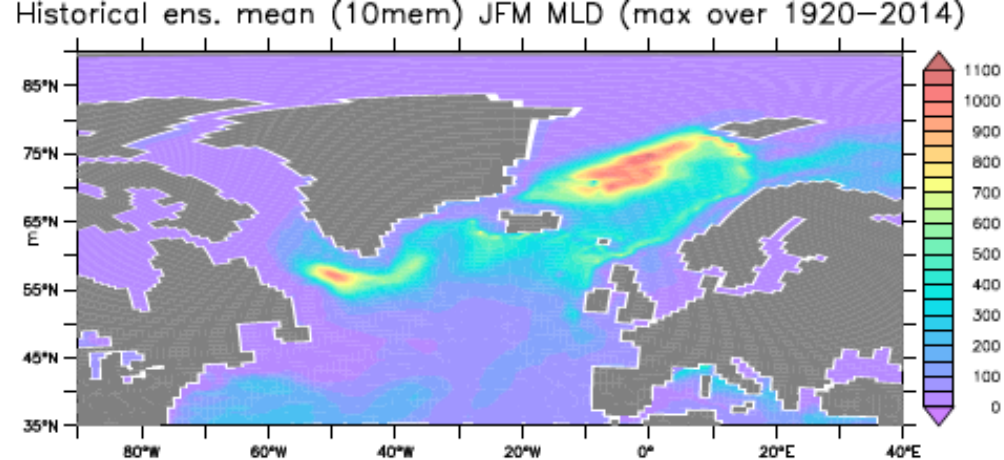 Historical ens. mean (10mem) JFM MLD (max over 1920−2014)
85°N
75°N
65°N
E
55°N
45°N
35°N
80°W
60°W
40°W
20°W
0°
20°E
40°E
1100
1000
900
800
700
600
500
400
300
200
100
0